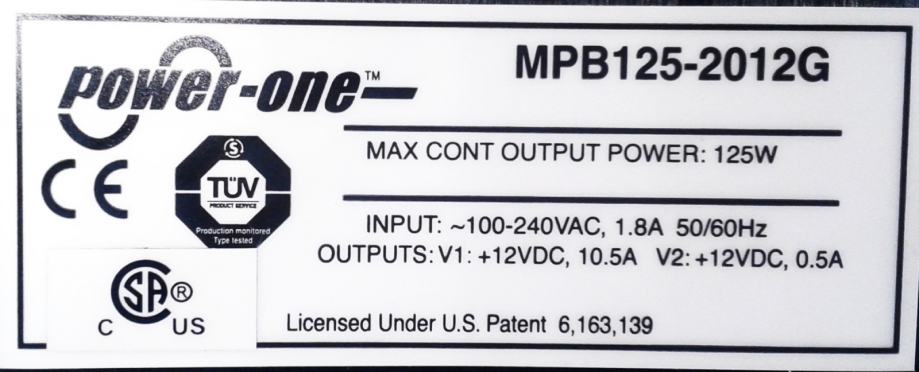 power-one™
MPB125-2012G
MAX CONT OUTPUT POWER: 125W
CE
S
TÜV
PRODUCT SERVICE
Production monitored
Type tested
INPUT: ~100-240VAC, 1.8A 50/60Hz
OUTPUTS: V1: +12VDC, 10.5A V2: +12VDC, 0.5A
SA®
C US
Licensed Under U.S. Patent 6,163,139